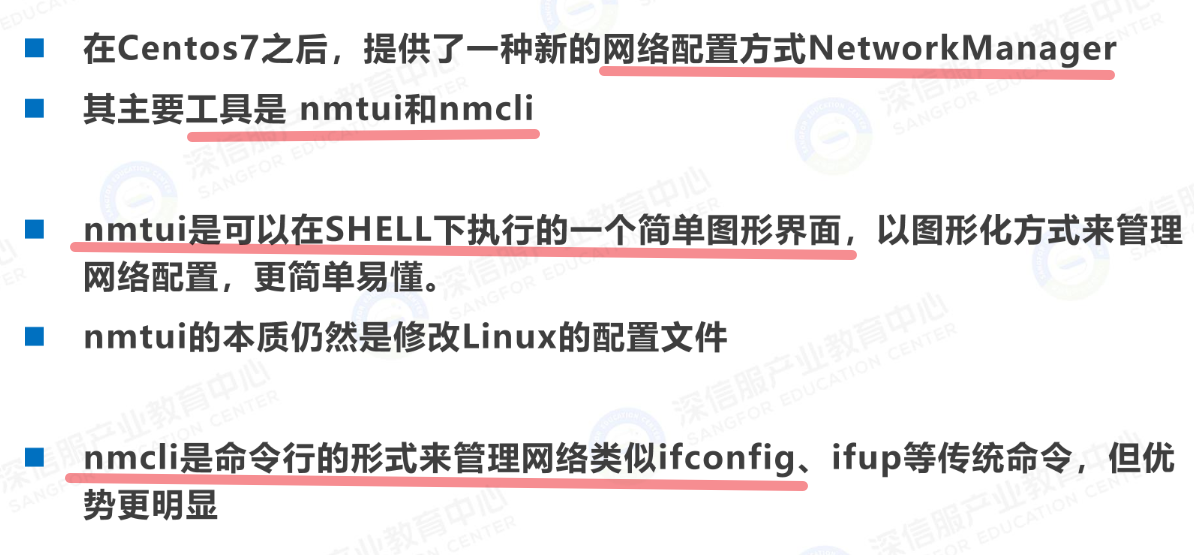 在Centos7之后，提供了一种新的网络配置方式NetworkManager
其主要工具是 nmtui和nmcli
nmtui是可以在SHELL下执行的一个简单图形界面，以图形化方式来管理
网络配置，更简单易懂。
nmtui的本质仍然是修改Linux的配置文件
nmcli是命令行的形式来管理网络类似ifconfig、ifup等传统命令，但优
势更明显
深信服产业教育中心
SANGFOR EDUCATION CENTER